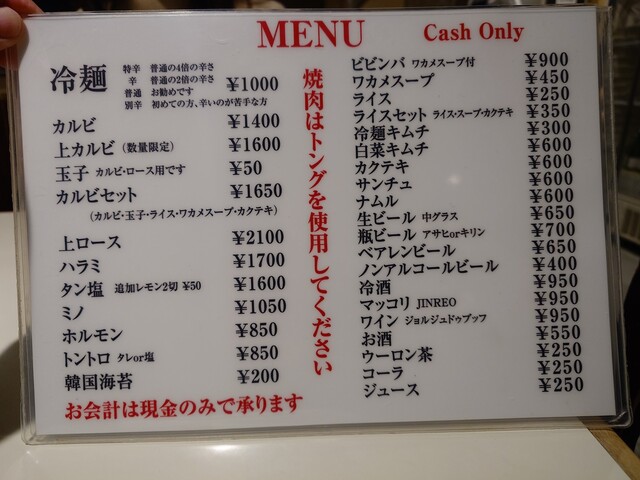 MENU
Cash Only
冷麺 ¥1000
特辛 普通の4倍の辛さ
辛 普通の2倍の辛さ
普通 お勧めです
別辛 初めての方、辛いのが苦手な方
カルビ ¥1400
上カルビ（数量限定） ¥1600
玉子 カルビ・ロース用です ¥50
カルビセット ¥1650
（カルビ・玉子・ライス・ワカメスープ・カクテキ）
上ロース ¥2100
ハラミ ¥1700
タン塩 追加レモン2切 ¥50 ¥1600
ミノ ¥1050
ホルモン ¥850
トントロ タレor塩 ¥850
韓国海苔 ¥200
お会計は現金のみで承ります
焼肉はトングを使用してください
ビビンバ ワカメスープ付 ¥900
ワカメスープ ¥450
ライス ¥250
ライスセット ライス・スープ・カクテキ ¥350
冷麺キムチ ¥300
白菜キムチ ¥600
カクテキ ¥600
サンチュ ¥600
ナムル ¥600
生ビール 中グラス ¥650
瓶ビール アサヒorキリン ¥700
ベアレンビール ¥650
ノンアルコールビール ¥400
冷酒 ¥950
マッコリ JINREO ¥950
ワイン ジョルジュドゥブッフ ¥950
お酒 ¥550
ウーロン茶 ¥250
コーラ ¥250
ジュース ¥250